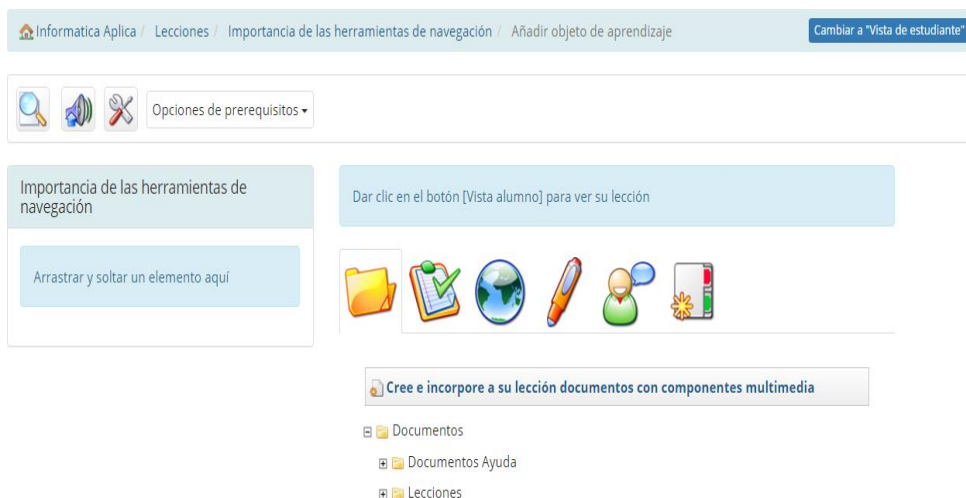 Informatica Aplica / Lecciones / Importancia de las herramientas de navegación / Añadir objeto de aprendizaje
Cambiar a "Vista de estudiante"
Opciones de prerequisitos
Importancia de las herramientas de
navegación
Arrastrar y soltar un elemento aquí
Dar clic en el botón [Vista alumno] para ver su lección
Cree e incorpore a su lección documentos con componentes multimedia
Documentos
Documentos Ayuda
Lecciones